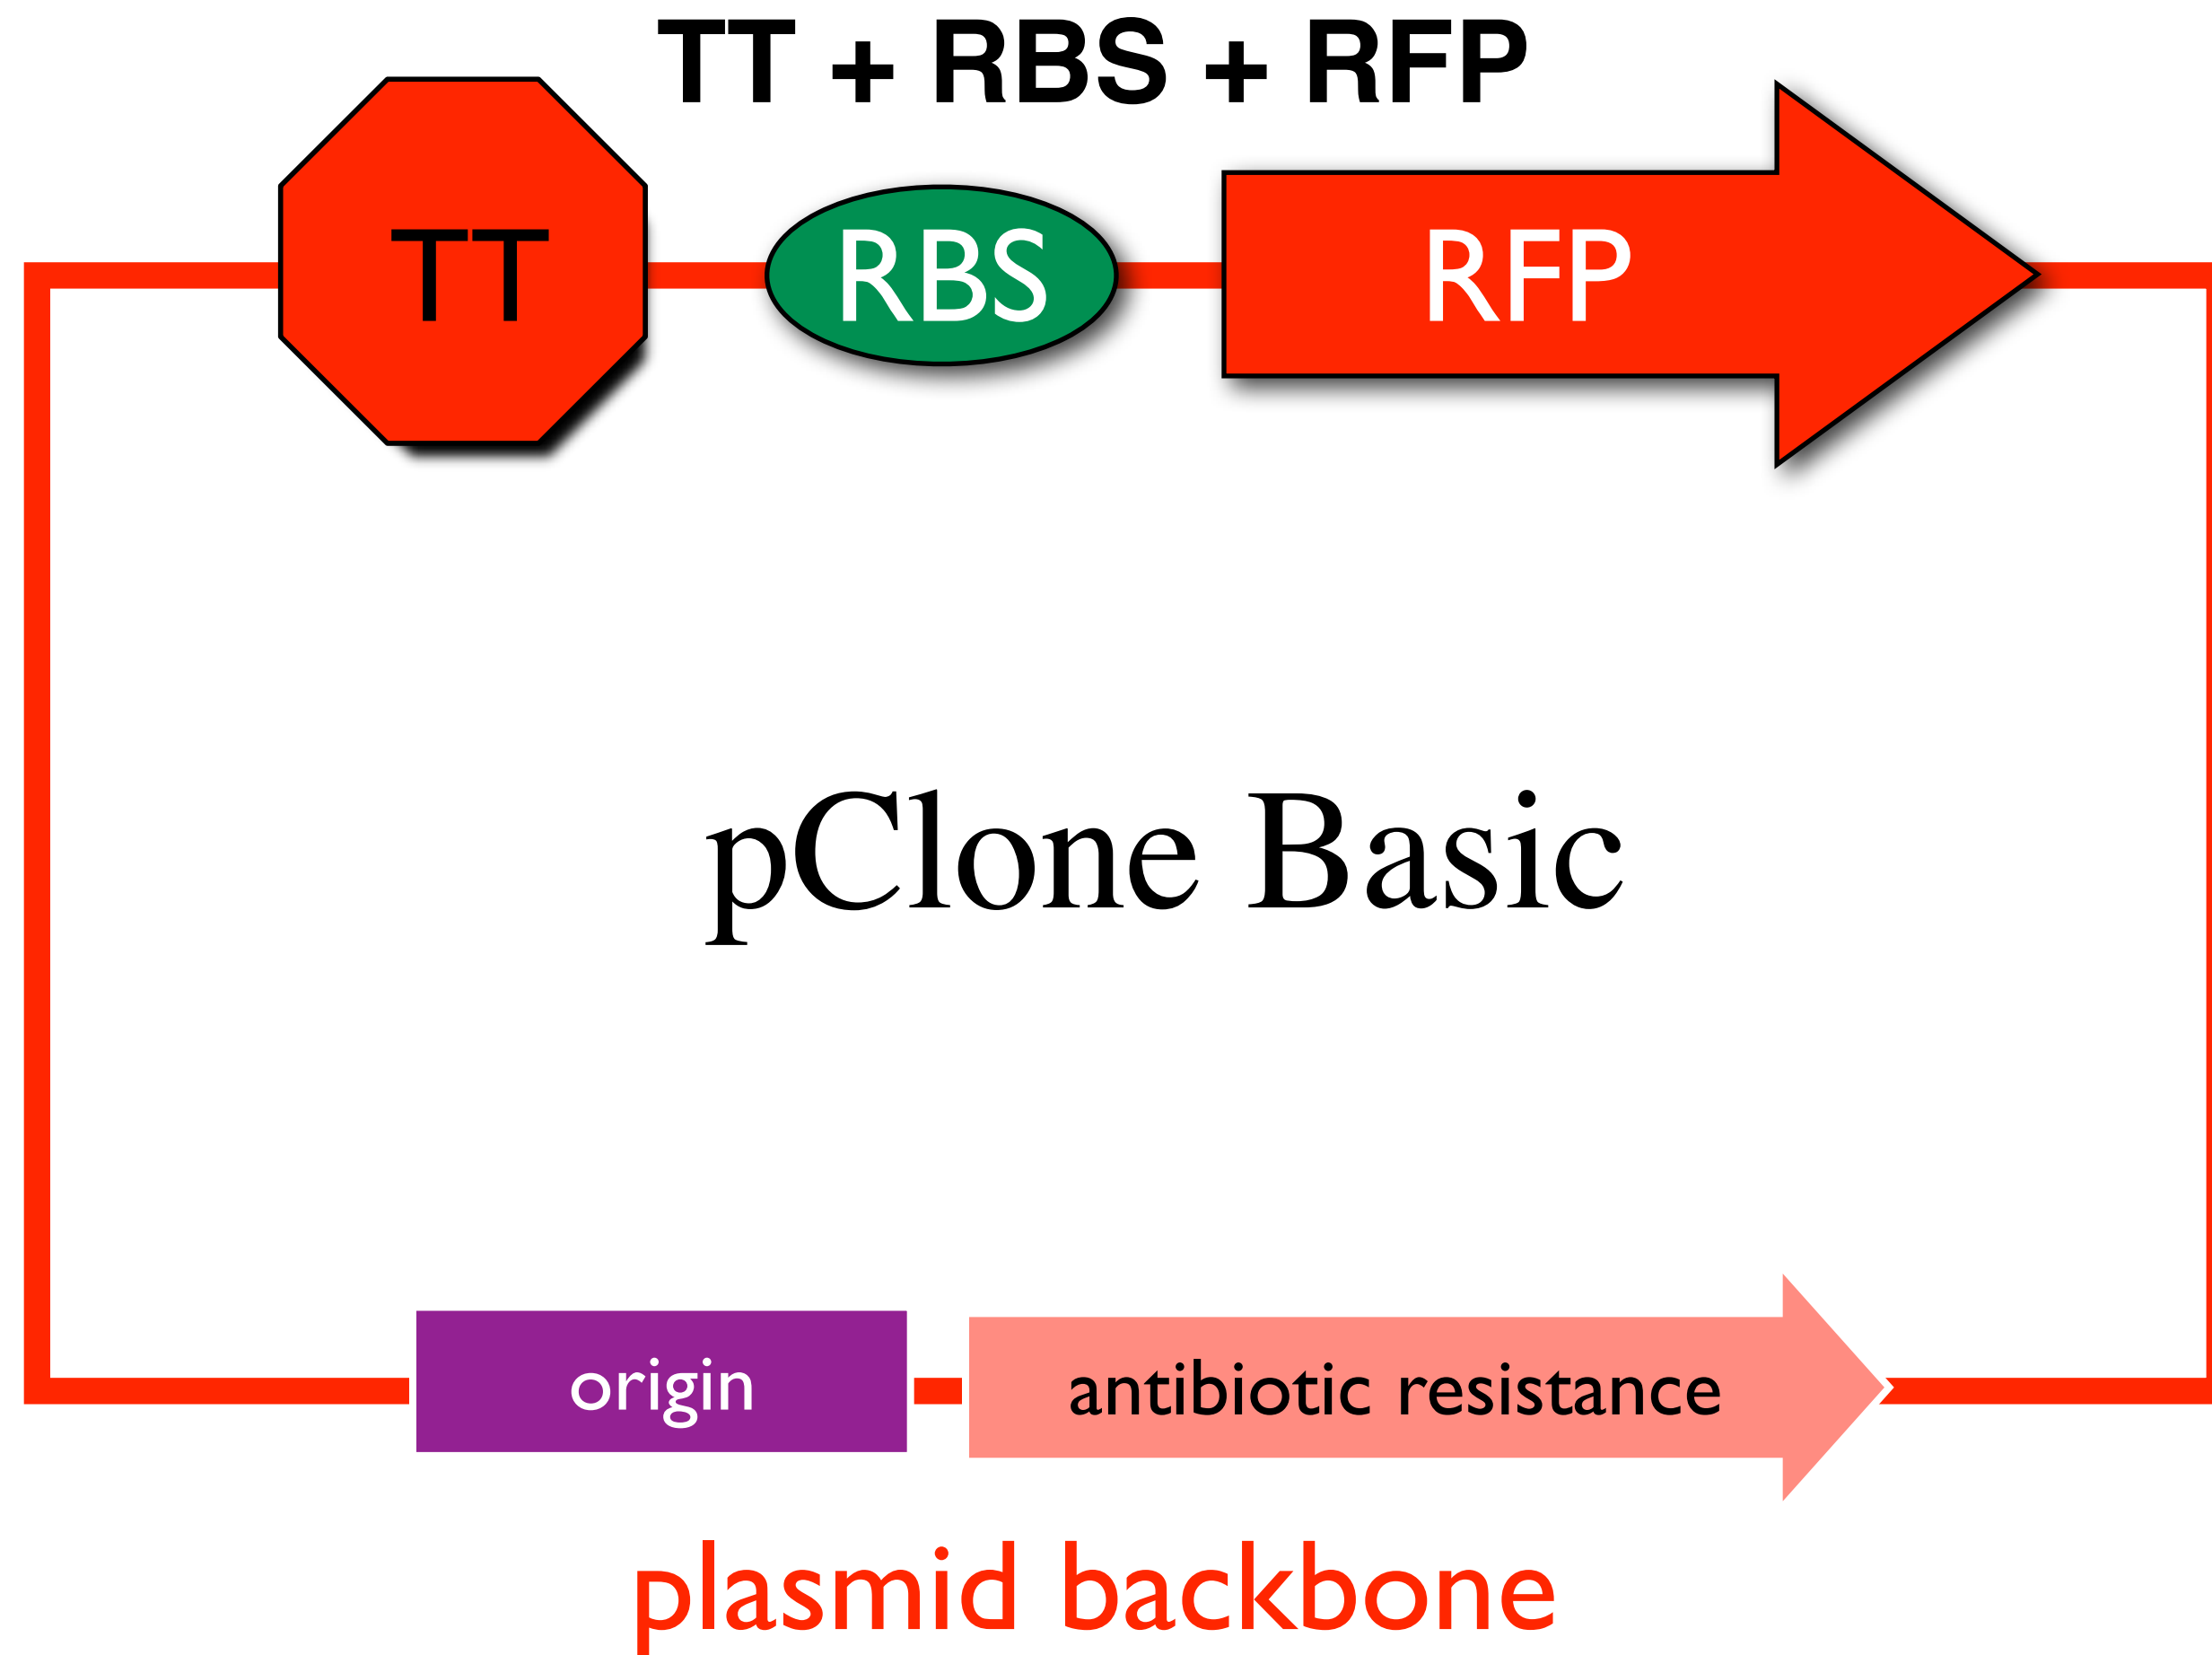 TT + RBS + RFP
TT
RBS
RFP
pClone Basic
origin
antibiotic resistance
plasmid backbone